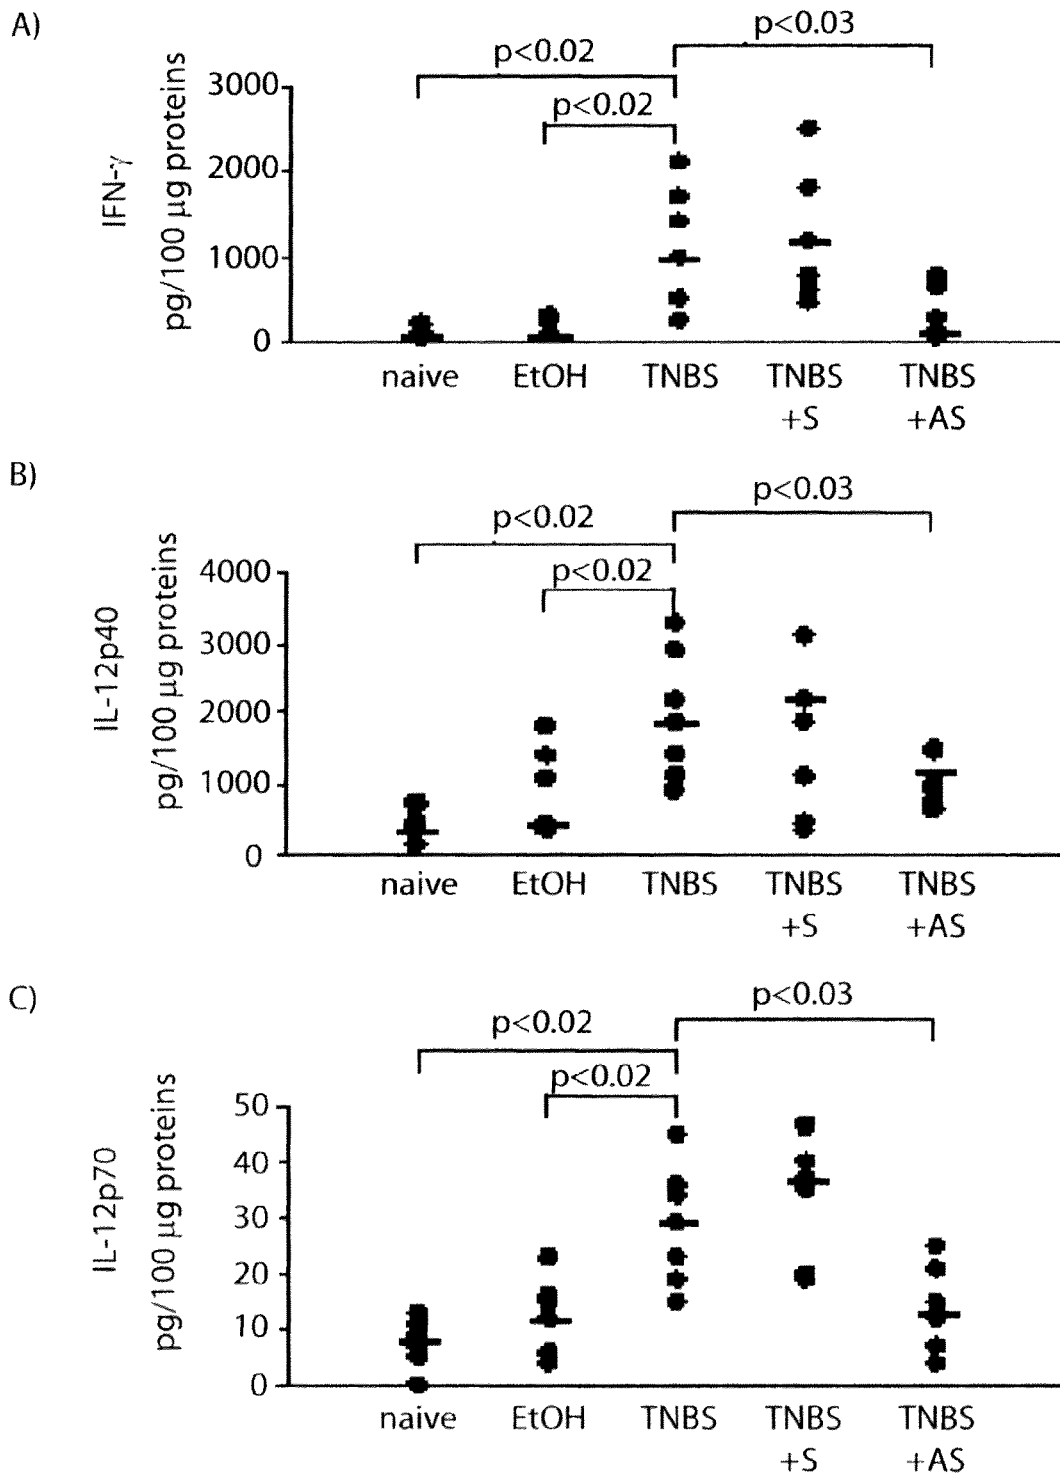 A)
p<0.03
p<0.02
p<0.02
IFN-γ
pg/100 µg proteins
3000
2000
1000
0
naive EtOH TNBS TNBS TNBS
+S +AS
B)
p<0.03
p<0.02
p<0.02
IL-12p40
pg/100 µg proteins
4000
3000
2000
1000
0
naive EtOH TNBS TNBS TNBS
+S +AS
C)
p<0.03
p<0.02
p<0.02
IL-12p70
pg/100 µg proteins
50
40
30
20
10
0
naive EtOH TNBS TNBS TNBS
+S +AS